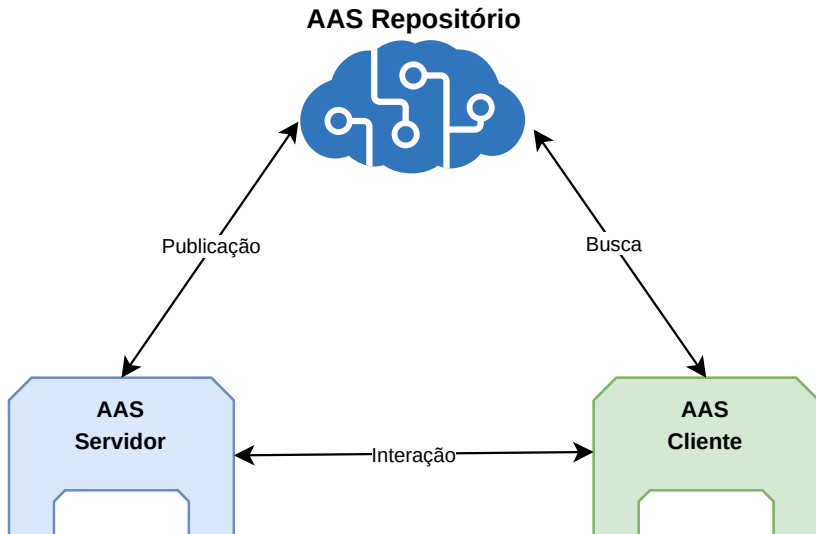 AAS Repositório
Publicação
Busca
AAS
Servidor
Interação
AAS
Cliente